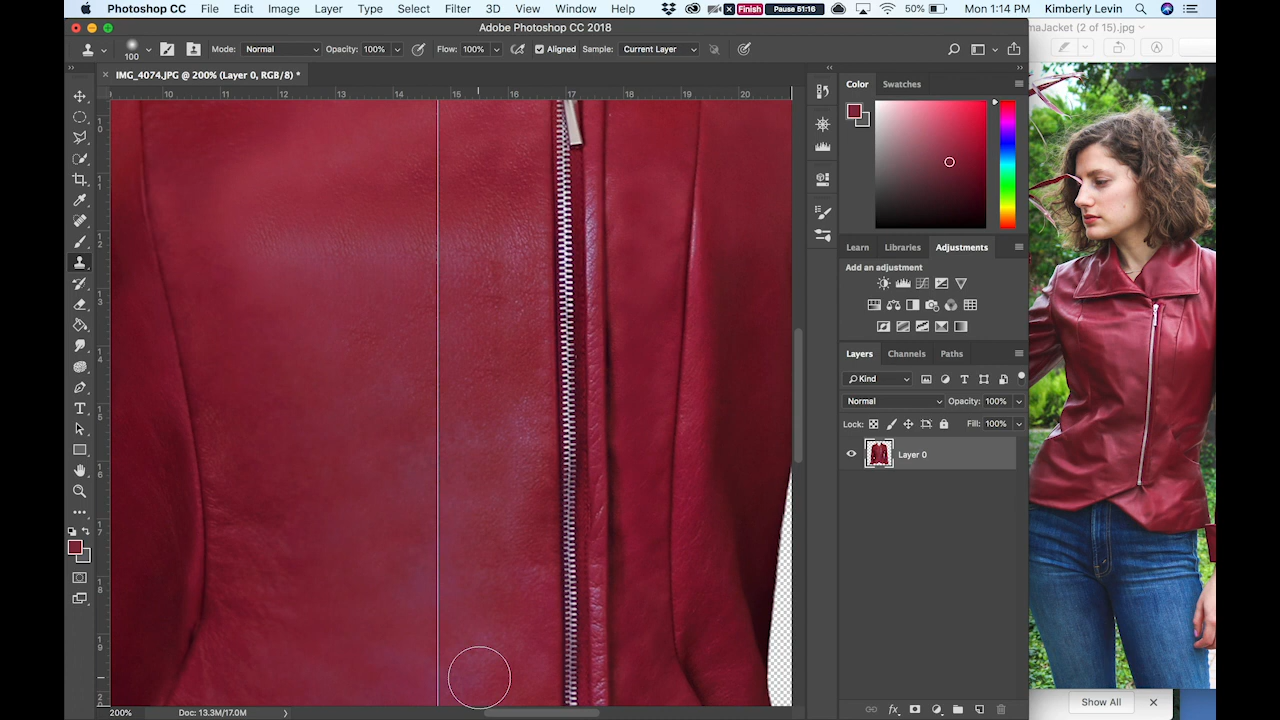 Photoshop CC File Edit Image Layer Type Select Filter View Window Help Finish Pause 51:16 50% Mon 1:14 PM Kimberly Levin
Adobe Photoshop CC 2018
maJacket (2 of 15).jpg
100 Mode: Normal Opacity: 100% Flow: 100% Aligned Sample: Current Layer
IMG_4074.JPG @ 200% (Layer 0, RGB/8) *
10 11 12 13 14 15 16 17 18 19 20
Color Swatches
Learn Libraries Adjustments
Add an adjustment
Layers Channels Paths
Kind
Normal Opacity: 100%
Lock: Fill: 100%
Layer 0
200% Doc: 13.3M/17.0M
Show All